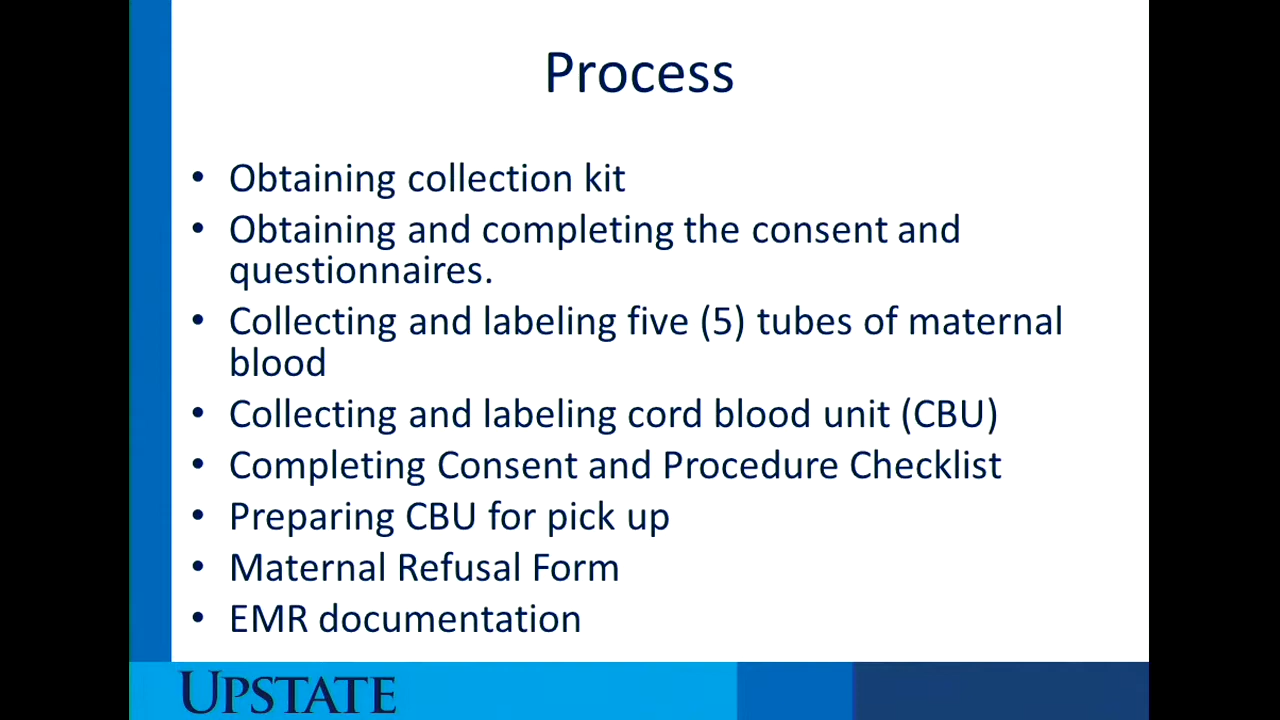 Process
• Obtaining collection kit
• Obtaining and completing the consent and
questionnaires.
• Collecting and labeling five (5) tubes of maternal
blood
• Collecting and labeling cord blood unit (CBU)
• Completing Consent and Procedure Checklist
• Preparing CBU for pick up
• Maternal Refusal Form
• EMR documentation
UPSTATE